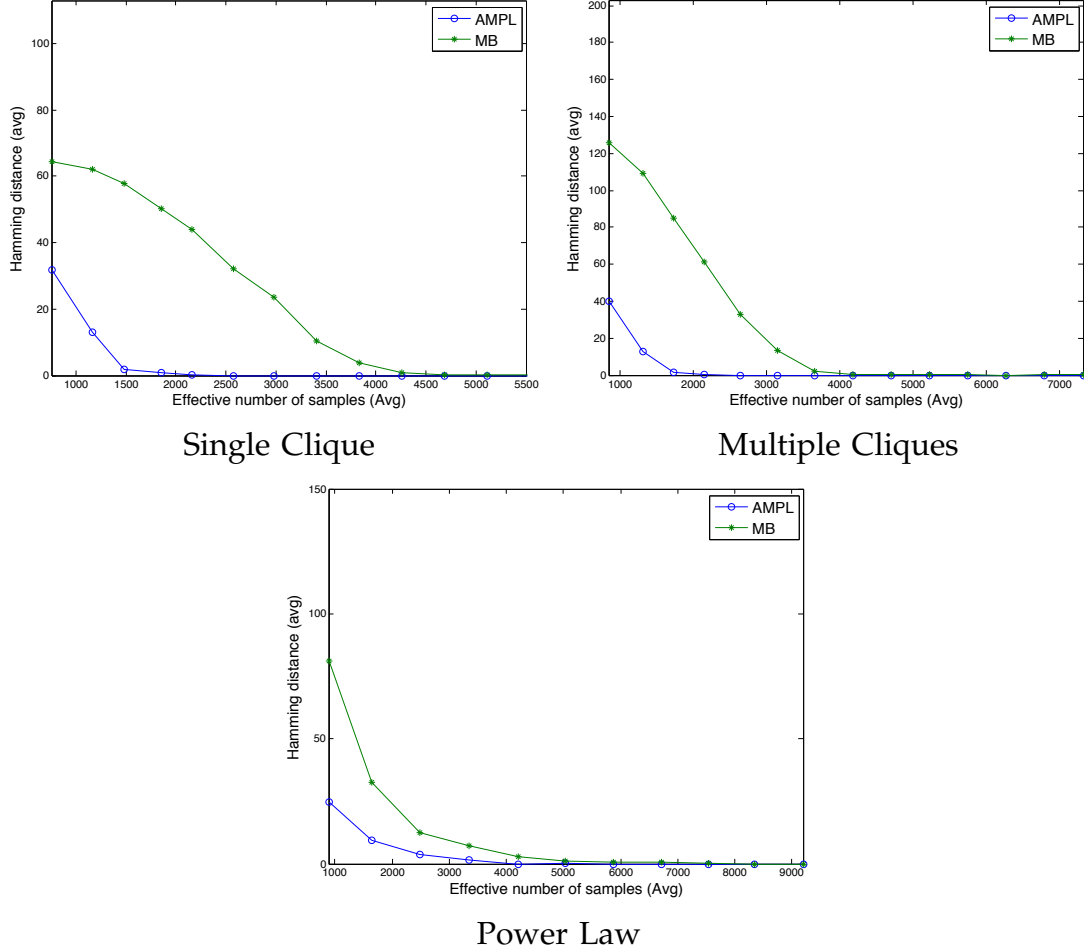 AMPL
MB
100
80
60
40
20
0
Hamming distance (avg)
1000 1500 2000 2500 3000 3500 4000 4500 5000 5500
Effective number of samples (Avg)
Single Clique
AMPL
MB
200
180
160
140
120
100
80
60
40
20
0
Hamming distance (avg)
1000 2000 3000 4000 5000 6000 7000
Effective number of samples (Avg)
Multiple Cliques
AMPL
MB
150
100
50
0
Hamming distance (avg)
1000 2000 3000 4000 5000 6000 7000 8000 9000
Effective number of samples (Avg)
Power Law